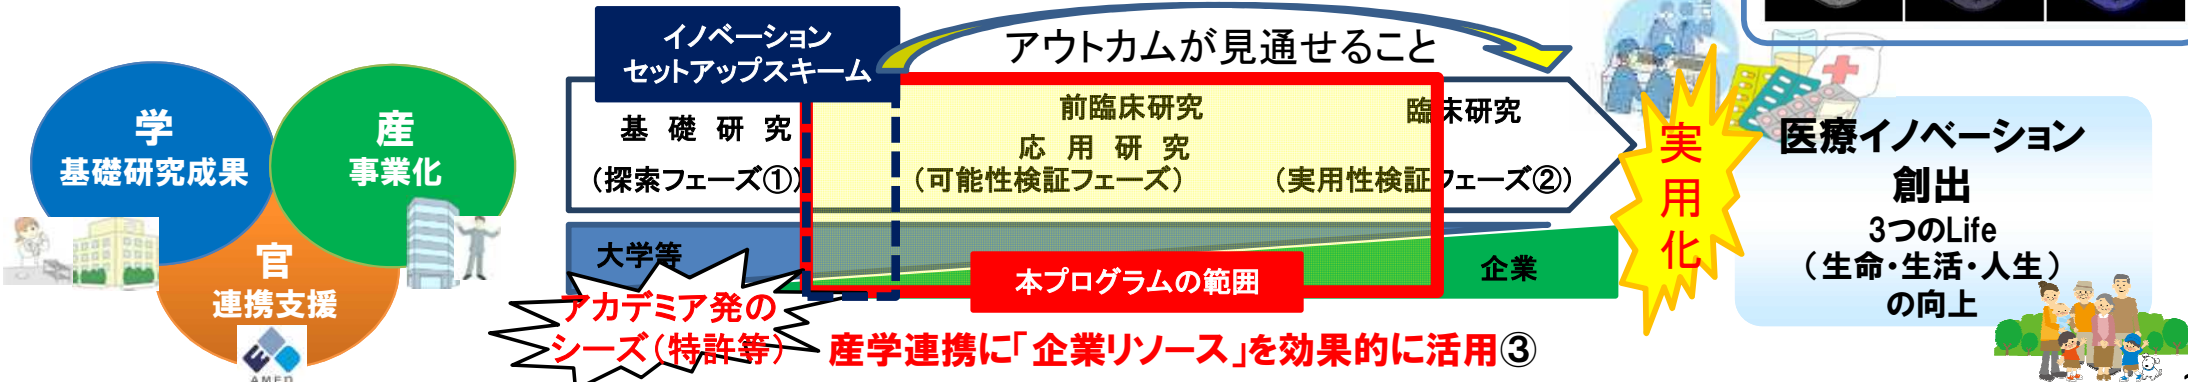 学
基礎研究成果
産
事業化
官
連携支援
AMED
イノベーション
セットアップスキーム
アウトカムが見通せること
基 礎 研 究
（探索フェーズ①）
前臨床研究
応 用 研 究
（可能性検証フェーズ）
臨床研究
（実用性検証フェーズ②）
大学等
企業
本プログラムの範囲
アカデミア発の
シーズ（特許等）
産学連携に「企業リソース」を効果的に活用③
実
用
化
医療イノベーション
創出
3つのLife
（生命・生活・人生）
の向上